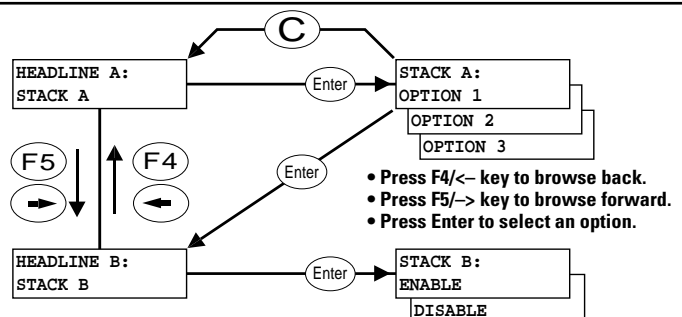 C
HEADLINE A:
STACK A
Enter
STACK A:
OPTION 1
OPTION 2
OPTION 3
F5
F4
Enter
• Press F4/<– key to browse back.
• Press F5/–> key to browse forward.
• Press Enter to select an option.
HEADLINE B:
STACK B
Enter
STACK B:
ENABLE
DISABLE